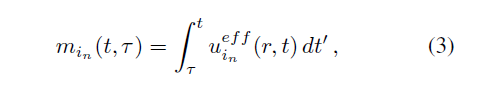 m_{i_n}(t, τ) = ∫_τ^t u_{i_n}^{eff}(r, t) dt′ , (3)